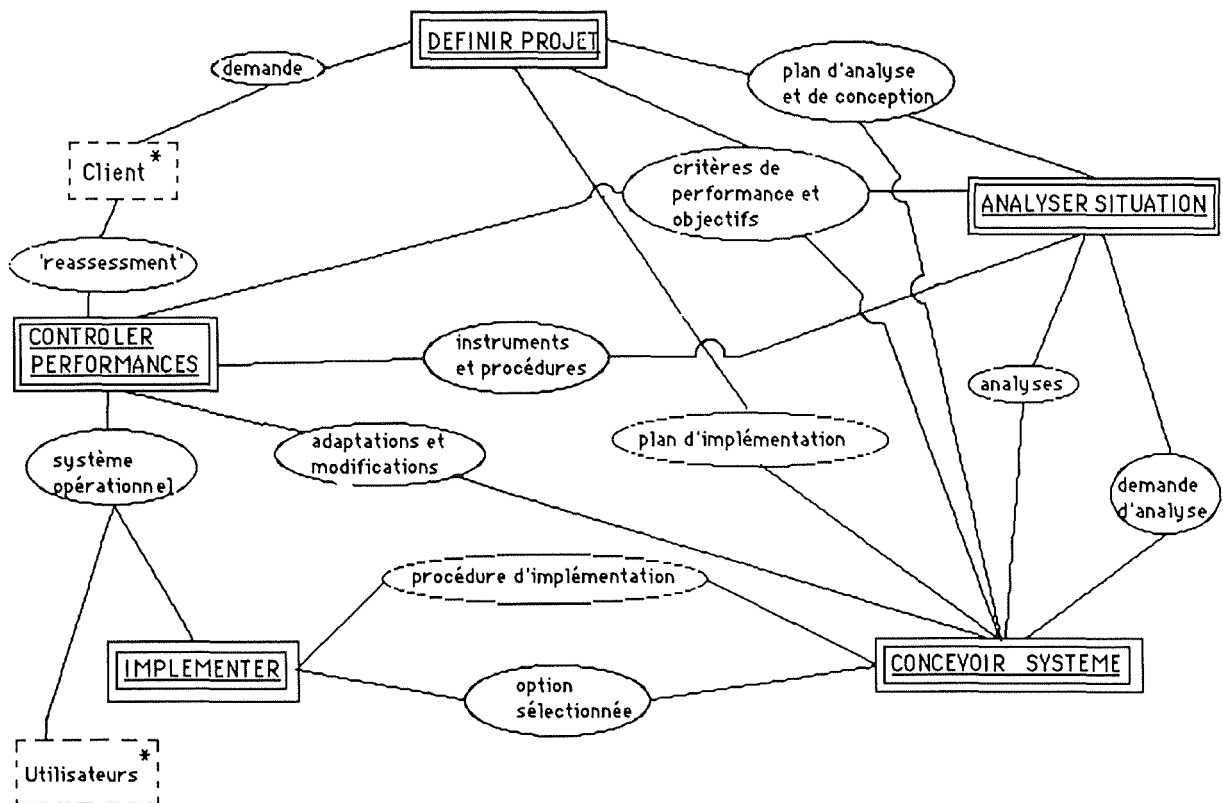 DEFINIR PROJET
demande
plan d'analyse
et de conception
Client*
critères de
performance et
objectifs
ANALYSER SITUATION
'reassessment'
CONTROLER
PERFORMANCES
instruments
et procédures
analyses
adaptations et
modifications
plan d'implémentation
système
opérationnel
demande
d'analyse
procédure d'implémentation
IMPLEMENTER
CONCEVOIR SYSTEME
option
sélectionnée
Utilisateurs*